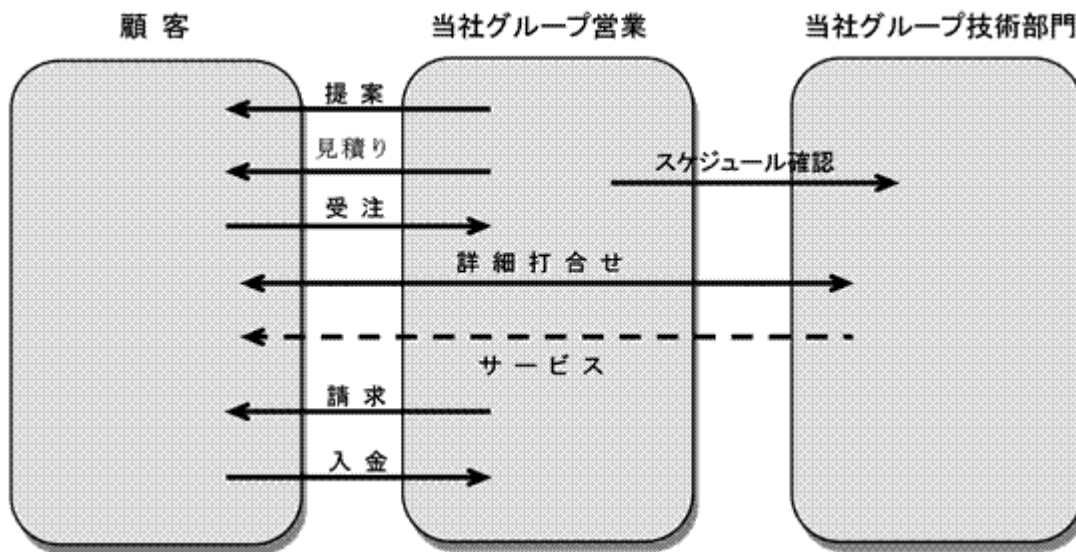 顧 客
当社グループ営業
当社グループ技術部門
提 案
見積り
スケジュール確認
受 注
詳 細 打 合 せ
サ ー ビ ス
請 求
入 金